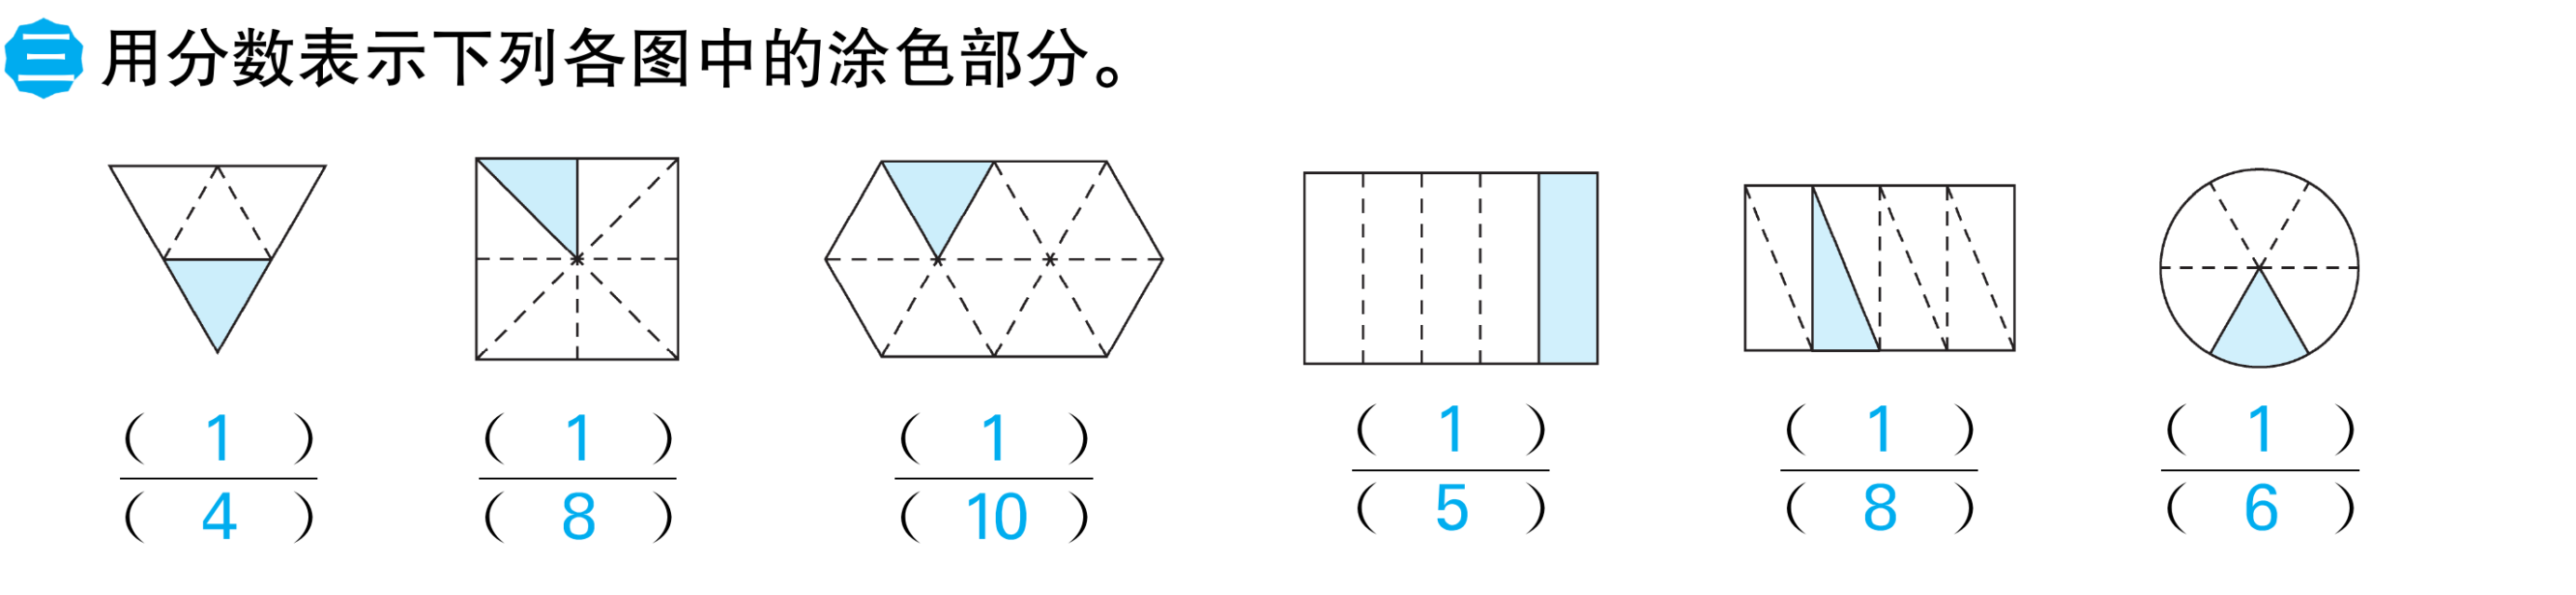 三 用分数表示下列各图中的涂色部分。
( 1 ) ( 1 ) ( 1 ) ( 1 ) ( 1 ) ( 1 )
( 4 ) ( 8 ) ( 10 ) ( 5 ) ( 8 ) ( 6 )